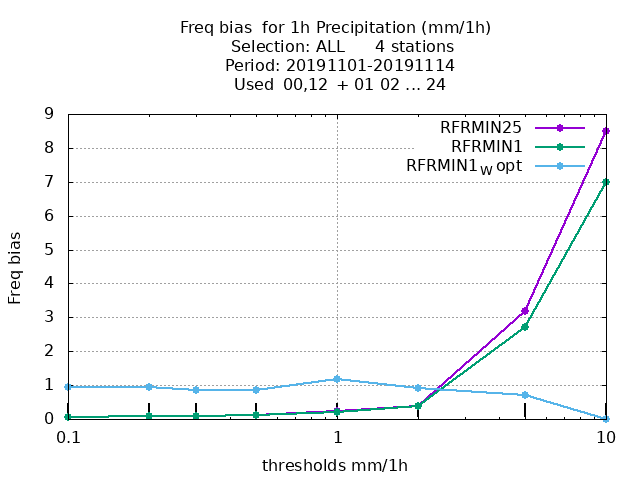 Freq bias  for 1h Precipitation (mm/1h)
Selection: ALL      4 stations
Period: 20191101-20191114
Used  00,12  + 01 02 ... 24
RFRMIN25
RFRMIN1
RFRMIN1W opt
9
8
7
6
5
4
3
2
1
0
Freq bias
0.1
1
10
thresholds mm/1h